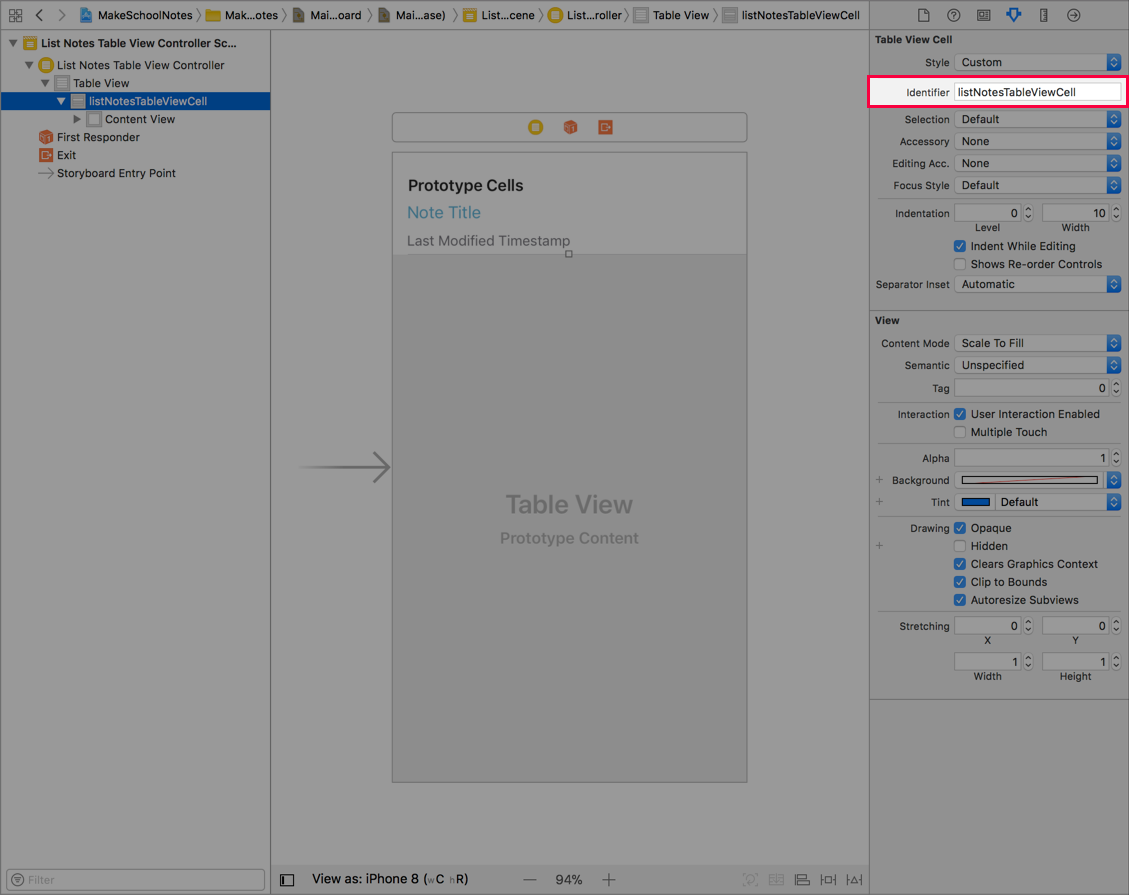 MakeSchoolNotes
Mak...otes
Mai...oard
Mai...ase)
List...cene
List...roller
Table View
listNotesTableViewCell
List Notes Table View Controller Sc...
List Notes Table View Controller
Table View
listNotesTableViewCell
Content View
First Responder
Exit
Storyboard Entry Point
Filter
Prototype Cells
Note Title
Last Modified Timestamp
Table View
Prototype Content
View as: iPhone 8 (wC hR)
94%
Table View Cell
Style Custom
Identifier listNotesTableViewCell
Selection Default
Accessory None
Editing Acc. None
Focus Style Default
Indentation 0 10
Level Width
Indent While Editing
Shows Re-order Controls
Separator Inset Automatic
View
Content Mode Scale To Fill
Semantic Unspecified
Tag 0
Interaction User Interaction Enabled
Multiple Touch
Alpha 1
Background
Tint Default
Drawing Opaque
Hidden
Clears Graphics Context
Clip to Bounds
Autoresize Subviews
Stretching 0 0
X Y
1 1
Width Height